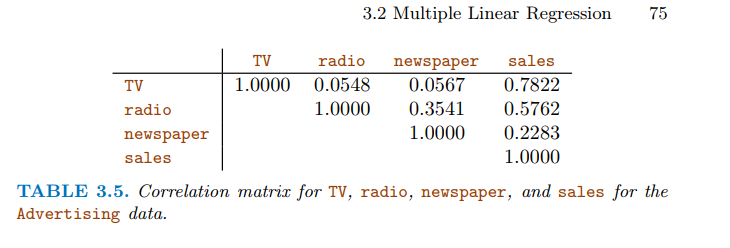 3.2 Multiple Linear Regression 75
TV radio newspaper sales
TV 1.0000 0.0548 0.0567 0.7822
radio 1.0000 0.3541 0.5762
newspaper 1.0000 0.2283
sales 1.0000
TABLE 3.5. Correlation matrix for TV, radio, newspaper, and sales for the
Advertising data.